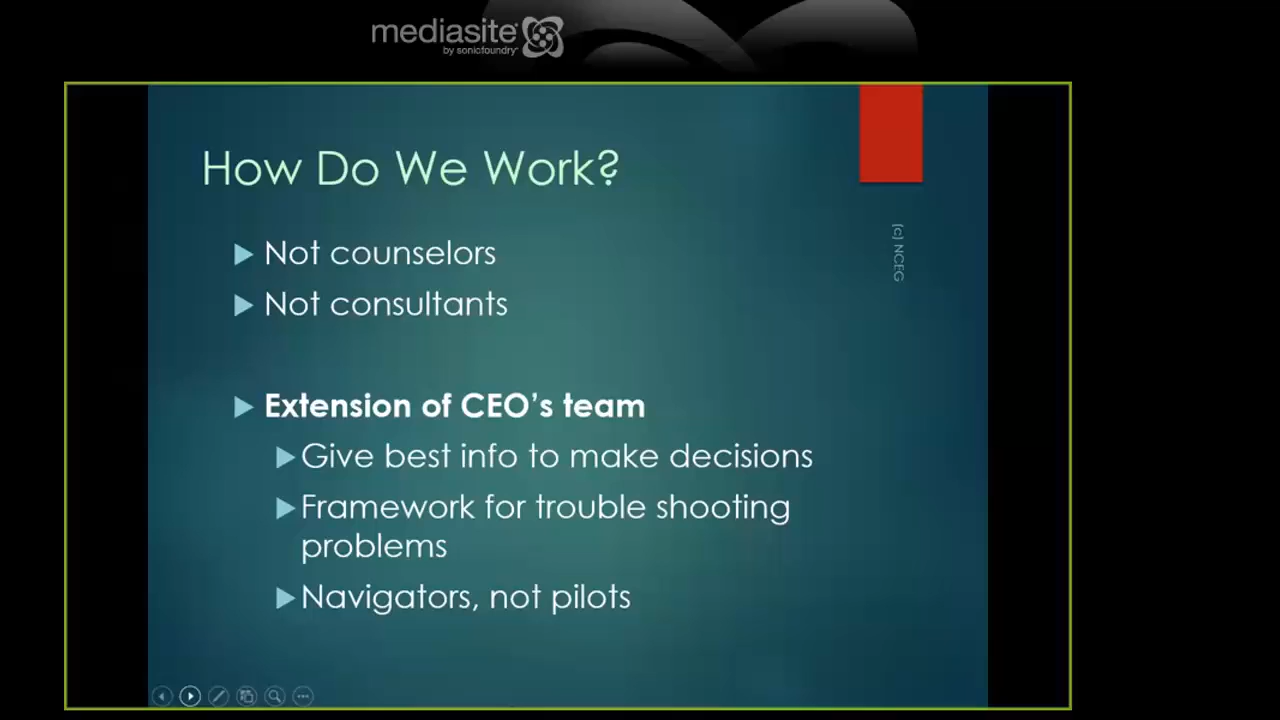 mediasite
by sonicfoundry
How Do We Work?
(c) NCEG
Not counselors
Not consultants
Extension of CEO's team
Give best info to make decisions
Framework for trouble shooting
problems
Navigators, not pilots